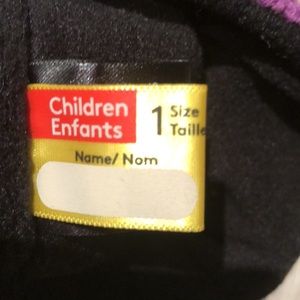 Children
Enfants
1 Size
Taille
Name/Nom